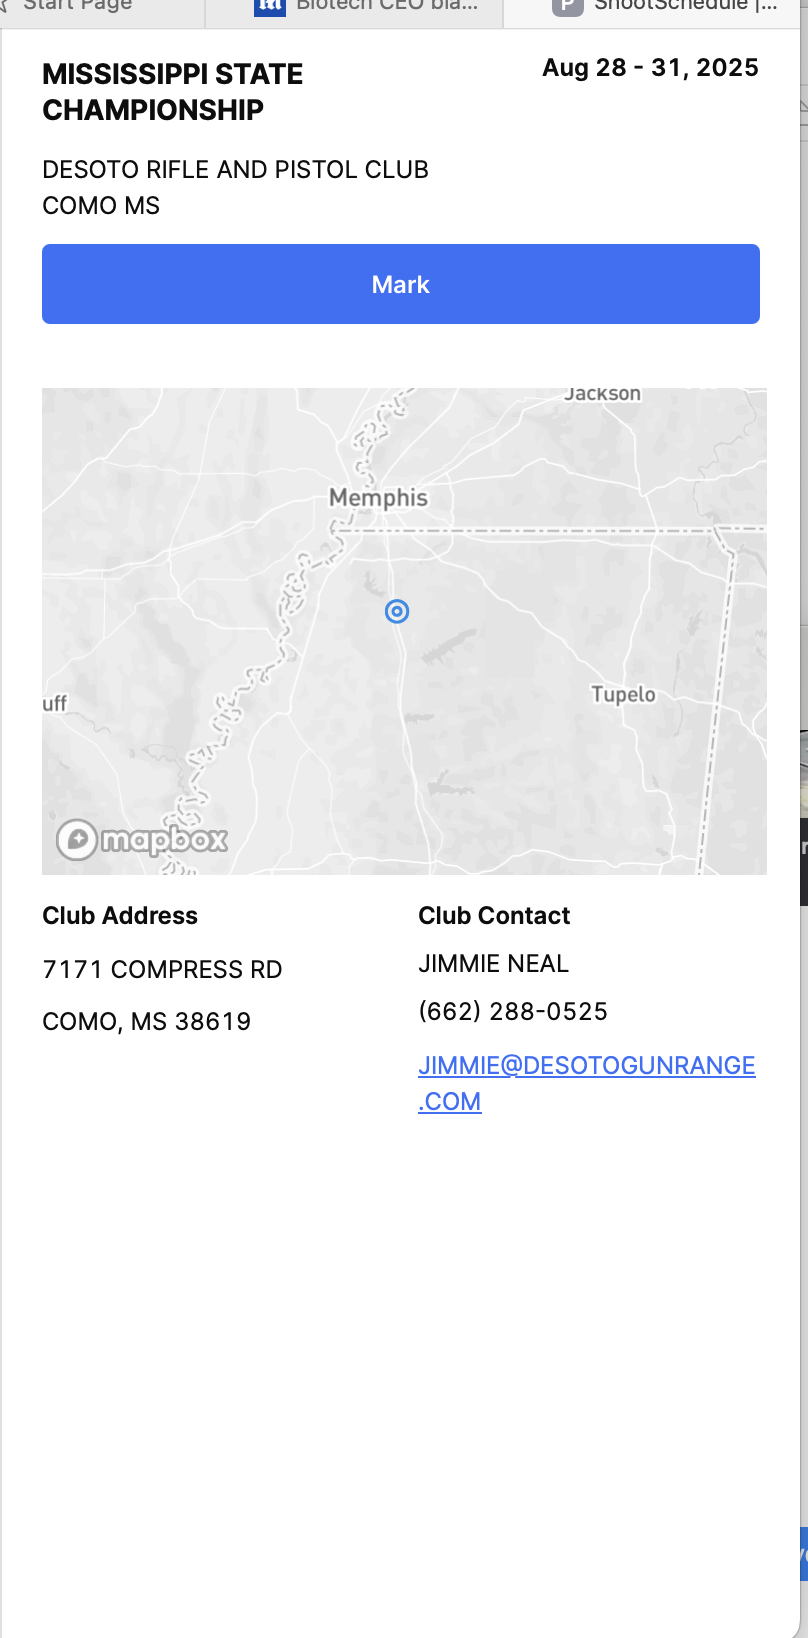 Start Page
Biotech CEO bla...
P
ShootSchedule |...
MISSISSIPPI STATE
CHAMPIONSHIP
Aug 28 - 31, 2025
DESOTO RIFLE AND PISTOL CLUB
COMO MS
Mark
Jackson
Memphis
Tupelo
uff
mapbox
Club Address
7171 COMPRESS RD
COMO, MS 38619
Club Contact
JIMMIE NEAL
(662) 288-0525
JIMMIE@DESOTOGUNRANGE
.COM